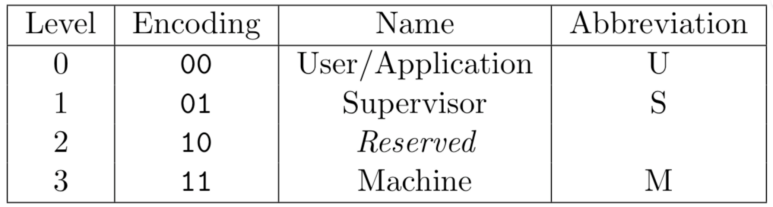 Level Encoding Name Abbreviation
0 00 User/Application U
1 01 Supervisor S
2 10 Reserved
3 11 Machine M